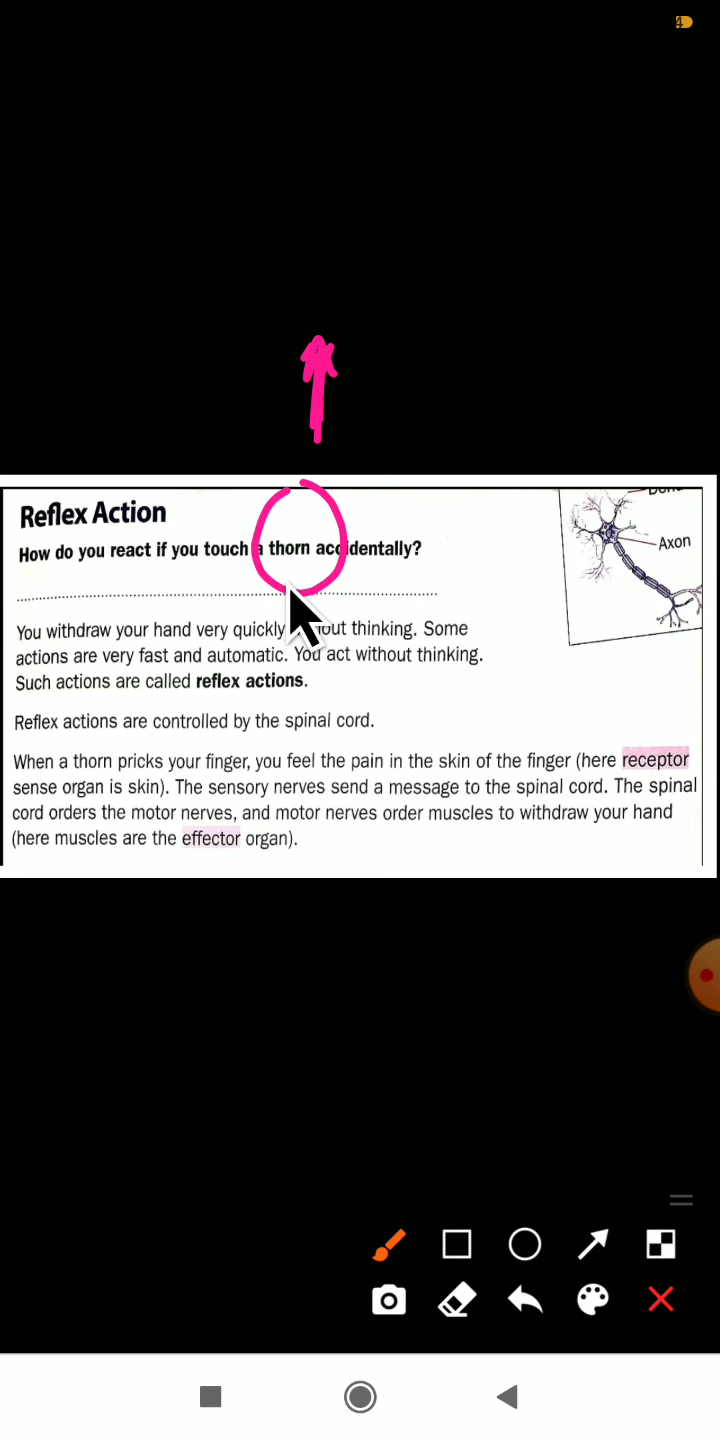 4
Reflex Action
How do you react if you touch a thorn accidentally?
Axon
You withdraw your hand very quickly thinking. Some
actions are very fast and automatic. You act without thinking.
Such actions are called reflex actions.
Reflex actions are controlled by the spinal cord.
When a thorn pricks your finger, you feel the pain in the skin of the finger (here receptor
sense organ is skin). The sensory nerves send a message to the spinal cord. The spinal
cord orders the motor nerves, and motor nerves order muscles to withdraw your hand
(here muscles are the effector organ).